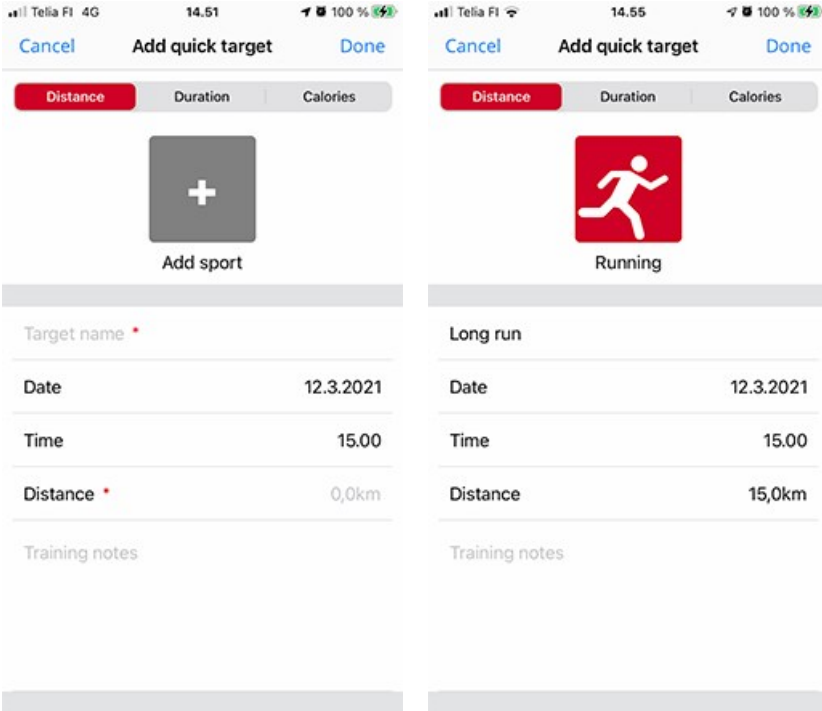 Telia FI 4G 14.51 100 %
Cancel Add quick target Done
Distance Duration Calories
+
Add sport
Target name *
Date 12.3.2021
Time 15.00
Distance * 0,0km
Training notes
Telia FI 14.55 100 %
Cancel Add quick target Done
Distance Duration Calories
Running
Long run
Date 12.3.2021
Time 15.00
Distance 15,0km
Training notes